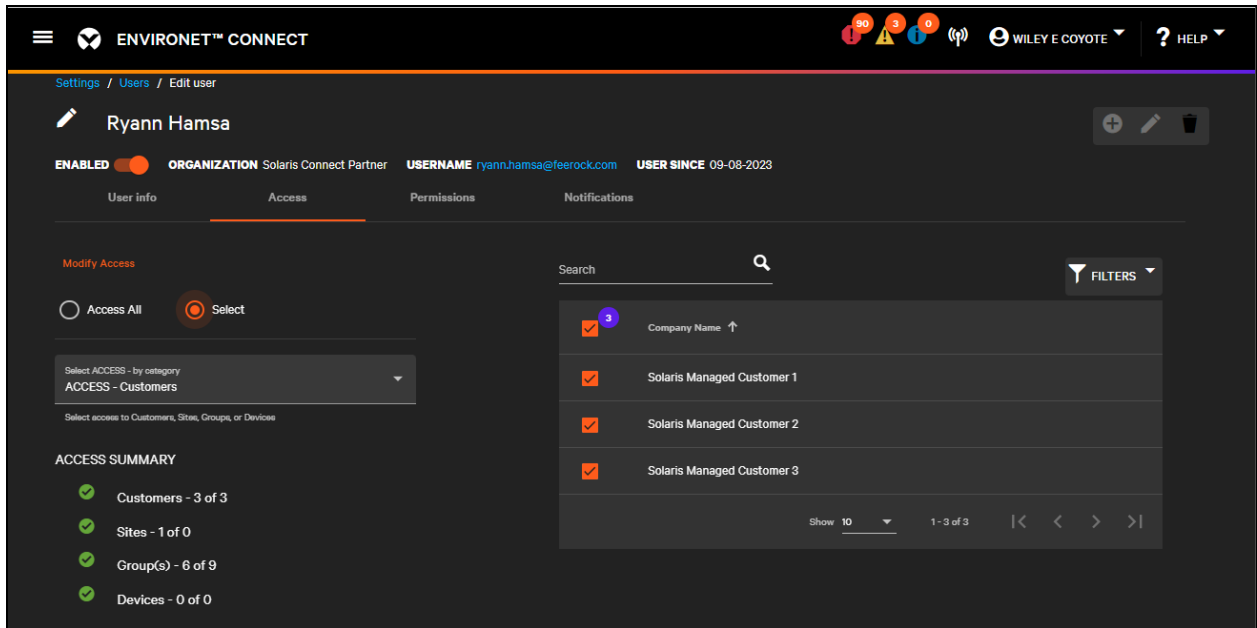 90 3 0
ENVIRONET™ CONNECT WILEY E COYOTE ? HELP
Settings / Users / Edit user
Ryann Hamsa
ENABLED ORGANIZATION Solaris Connect Partner USERNAME ryann.hamsa@feerock.com USER SINCE 09-08-2023
User info Access Permissions Notifications
Modify Access
Search
FILTERS
Access All Select
3
Company Name
Select ACCESS - by category
ACCESS - Customers
Solaris Managed Customer 1
Select access to Customers, Sites, Groups, or Devices
Solaris Managed Customer 2
ACCESS SUMMARY
Solaris Managed Customer 3
Customers - 3 of 3
Sites - 1 of 0
Show 10 1 - 3 of 3
Group(s) - 6 of 9
Devices - 0 of 0